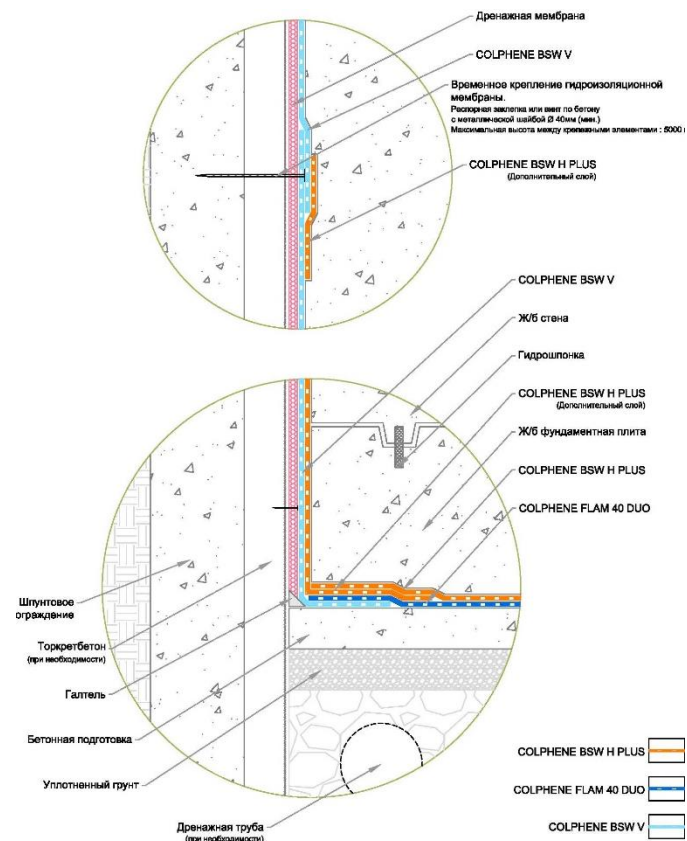 Дренажная мембрана
COLPHENE BSW V
Временное крепление гидроизоляционной
мембраны.
Распорная заклепка или винт по бетону
с металлической шайбой Ø 40мм (мин.)
Максимальная высота между крепежными элементами : 5000
COLPHENE BSW H PLUS
(Дополнительный слой)
COLPHENE BSW V
Ж/б стена
Гидрошпонка
COLPHENE BSW H PLUS
(Дополнительный слой)
Ж/б фундаментная плита
COLPHENE BSW H PLUS
COLPHENE FLAM 40 DUO
Шпунтовое
ограждение
Торкретбетон
(при необходимости)
Галтель
Бетонная подготовка
Уплотненный грунт
Дренажная труба
(при необходимости)
COLPHENE BSW H PLUS
COLPHENE FLAM 40 DUO
COLPHENE BSW V